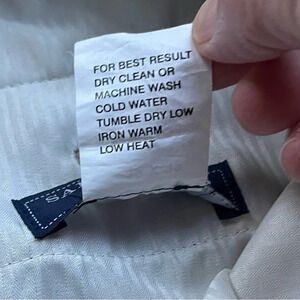 FOR BEST RESULT
DRY CLEAN OR
MACHINE WASH
COLD WATER
TUMBLE DRY LOW
IRON WARM
LOW HEAT